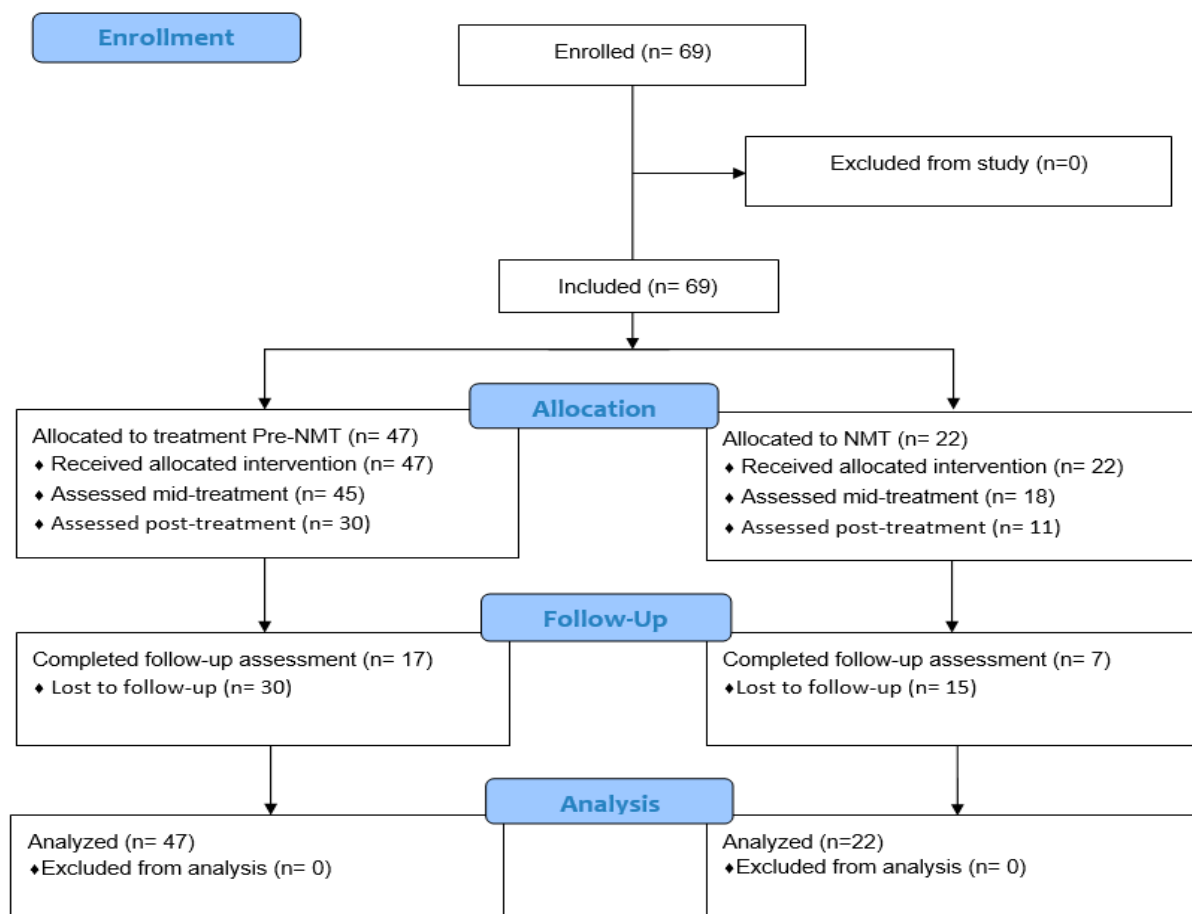 Enrollment
Enrolled (n= 69)
Excluded from study (n=0)
Included (n= 69)
Allocation
Allocated to treatment Pre-NMT (n= 47)
♦ Received allocated intervention (n= 47)
♦ Assessed mid-treatment (n= 45)
♦ Assessed post-treatment (n= 30)
Allocated to NMT (n= 22)
♦ Received allocated intervention (n= 22)
♦ Assessed mid-treatment (n= 18)
♦ Assessed post-treatment (n= 11)
Follow-Up
Completed follow-up assessment (n= 17)
♦ Lost to follow-up (n= 30)
Completed follow-up assessment (n= 7)
♦Lost to follow-up (n= 15)
Analysis
Analyzed (n= 47)
♦Excluded from analysis (n= 0)
Analyzed (n=22)
♦Excluded from analysis (n= 0)